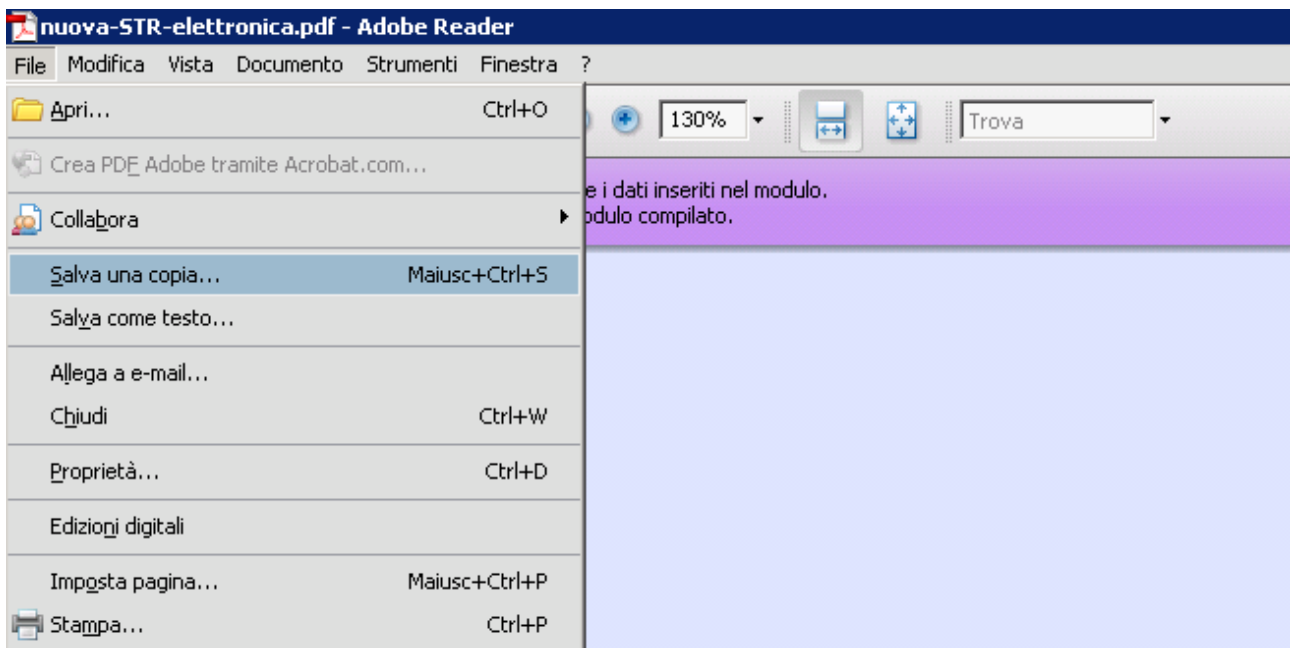 nuova-STR-elettronica.pdf - Adobe Reader
File Modifica Vista Documento Strumenti Finestra ?
Apri... Ctrl+O
130% Trova
Crea PDF Adobe tramite Acrobat.com...
e i dati inseriti nel modulo.
Collabora
odulo compilato.
Salva una copia... Maiusc+Ctrl+S
Salva come testo...
Allega a e-mail...
Chiudi Ctrl+W
Proprietà... Ctrl+D
Edizioni digitali
Imposta pagina... Maiusc+Ctrl+P
Stampa... Ctrl+P